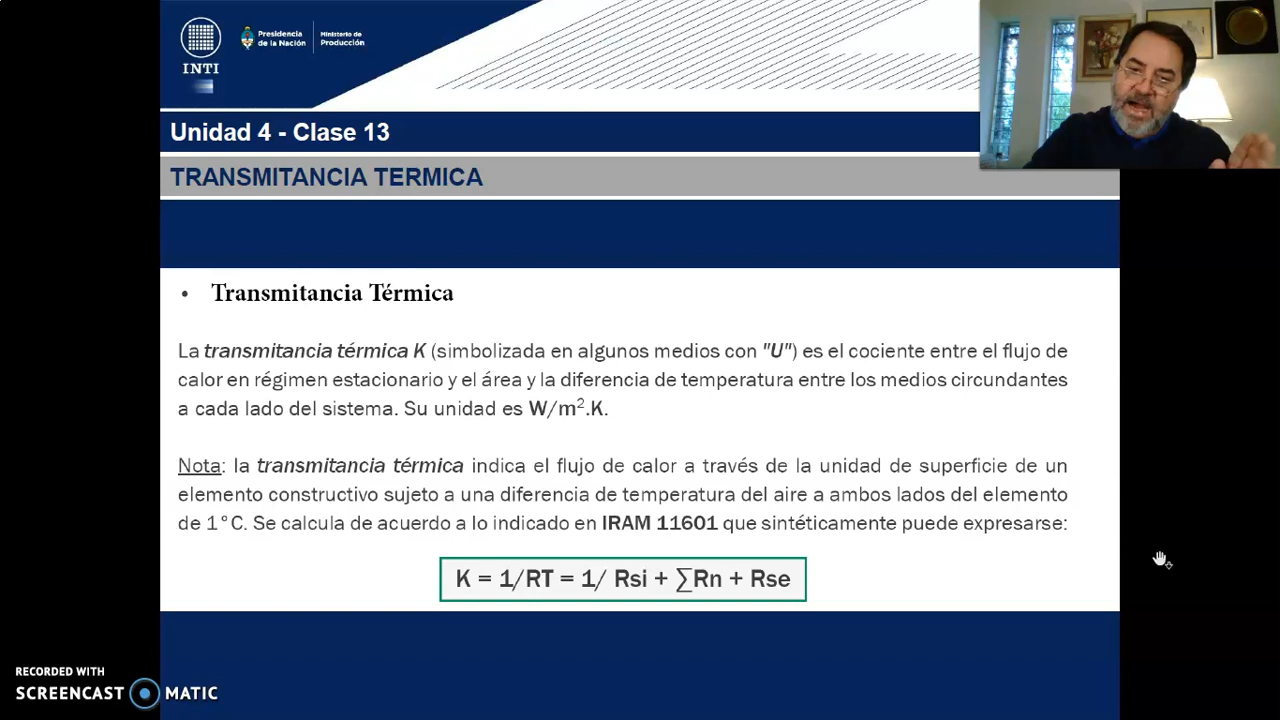 INTI
Presidencia
de la Nación
Ministerio de
Producción
Unidad 4 - Clase 13
TRANSMITANCIA TERMICA
• Transmitancia Térmica
La transmitancia térmica K (simbolizada en algunos medios con "U") es el cociente entre el flujo de
calor en régimen estacionario y el área y la diferencia de temperatura entre los medios circundantes
a cada lado del sistema. Su unidad es W/m².K.
Nota: la transmitancia térmica indica el flujo de calor a través de la unidad de superficie de un
elemento constructivo sujeto a una diferencia de temperatura del aire a ambos lados del elemento
de 1°C. Se calcula de acuerdo a lo indicado en IRAM 11601 que sintéticamente puede expresarse:
K = 1/RT = 1/ Rsi + ∑Rn + Rse
RECORDED WITH
SCREENCAST MATIC